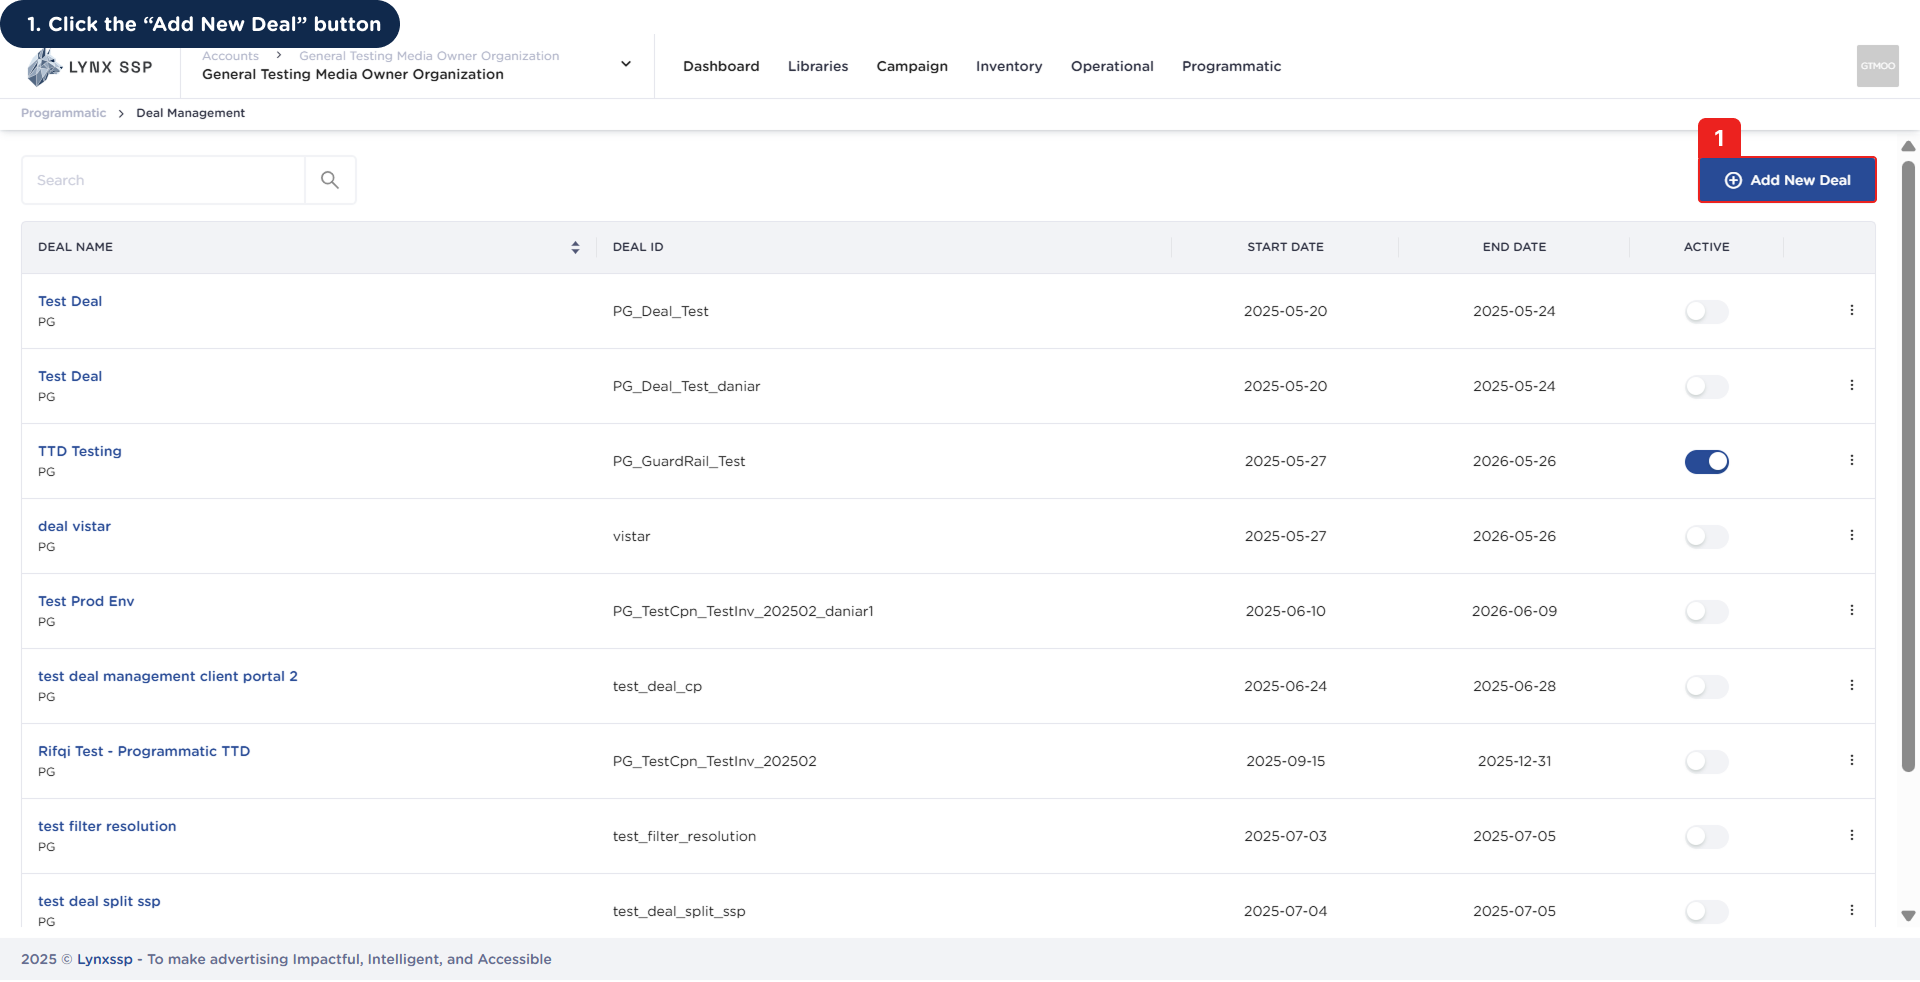 1. Click the “Add New Deal” button
LYNX SSP
Accounts > General Testing Media Owner Organization
General Testing Media Owner Organization
Dashboard Libraries Campaign Inventory Operational Programmatic
GTMOO
Programmatic > Deal Management
1
Search
Add New Deal
DEAL NAME DEAL ID START DATE END DATE ACTIVE
Test Deal
PG
PG_Deal_Test 2025-05-20 2025-05-24
Test Deal
PG
PG_Deal_Test_daniar 2025-05-20 2025-05-24
TTD Testing
PG
PG_GuardRail_Test 2025-05-27 2026-05-26
deal vistar
PG
vistar 2025-05-27 2026-05-26
Test Prod Env
PG
PG_TestCpn_TestInv_202502_daniar1 2025-06-10 2026-06-09
test deal management client portal 2
PG
test_deal_cp 2025-06-24 2025-06-28
Rifqi Test - Programmatic TTD
PG
PG_TestCpn_TestInv_202502 2025-09-15 2025-12-31
test filter resolution
PG
test_filter_resolution 2025-07-03 2025-07-05
test deal split ssp
PG
test_deal_split_ssp 2025-07-04 2025-07-05
2025 © Lynxssp - To make advertising Impactful, Intelligent, and Accessible